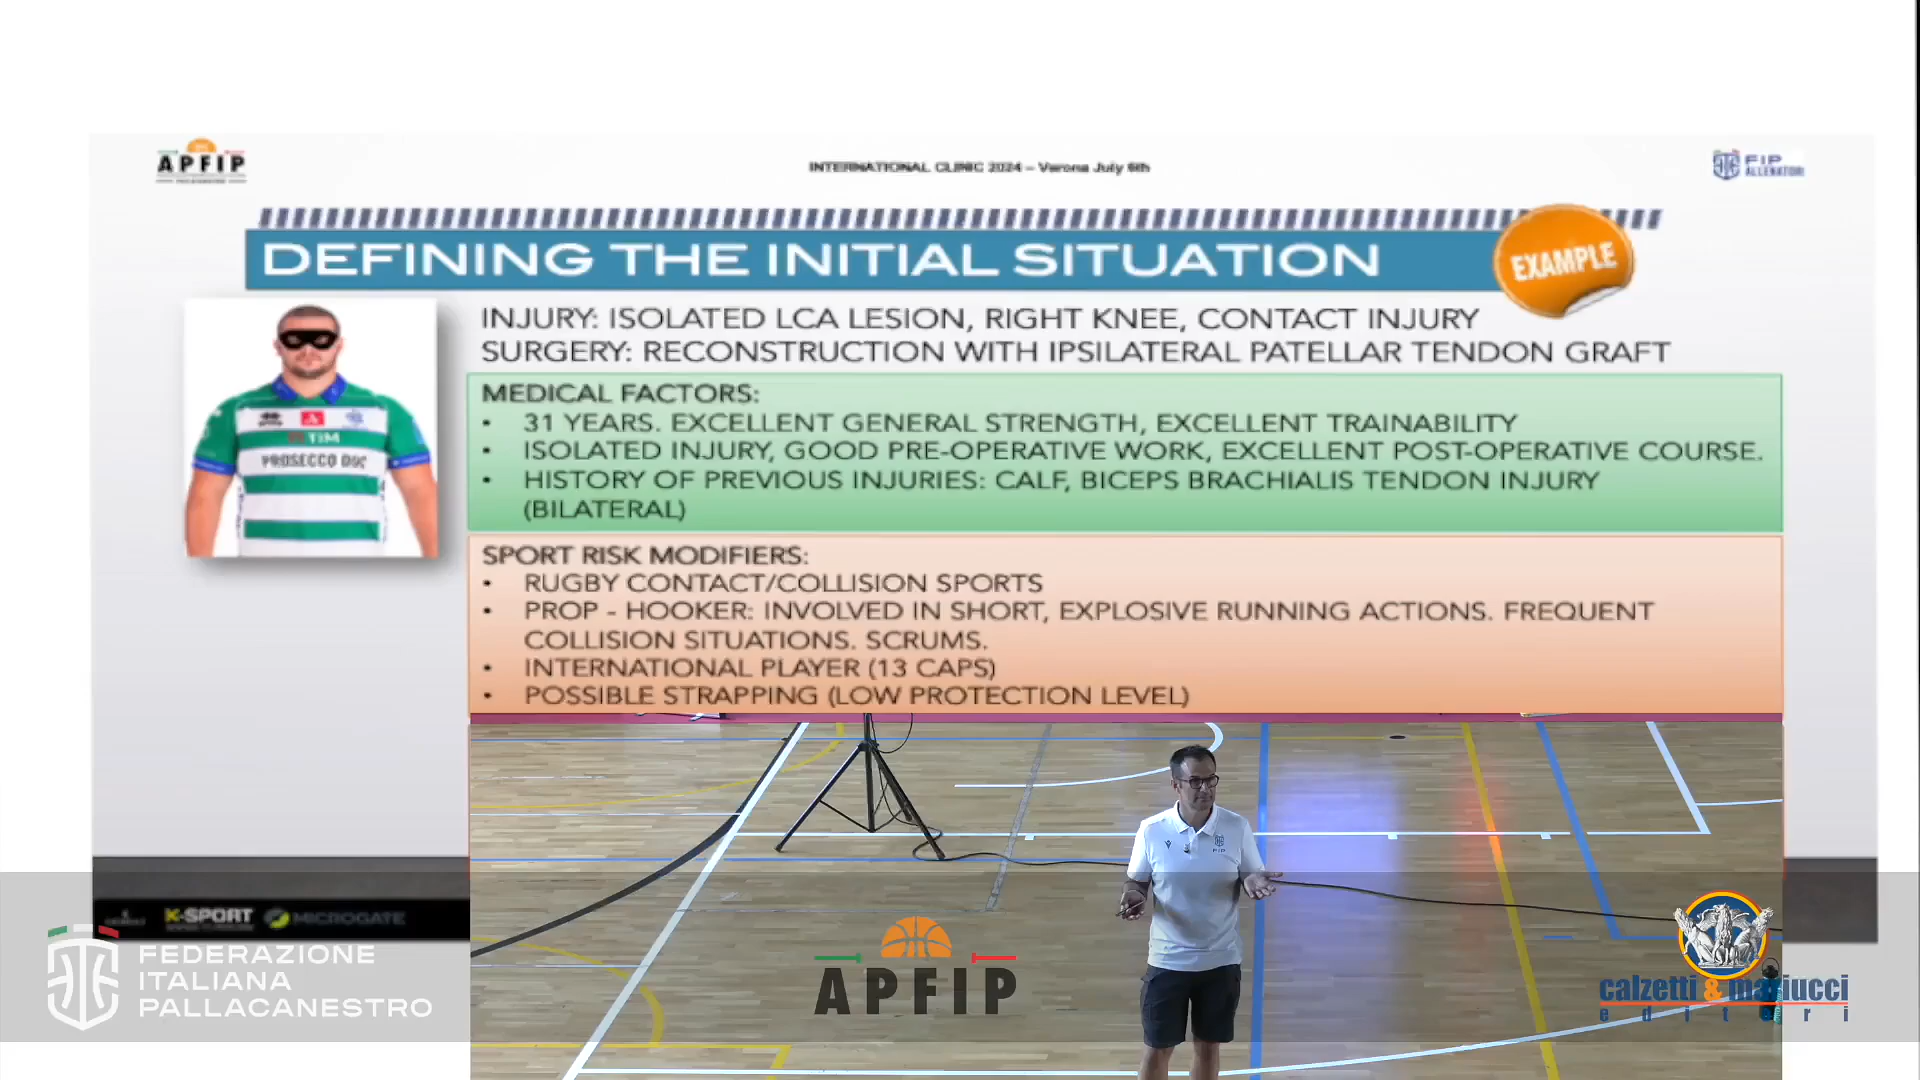 APFIP
INTERNATIONAL CLINIC 2024 – Verona July 6th
FIP
ALLENATORI
DEFINING THE INITIAL SITUATION
EXAMPLE
INJURY: ISOLATED LCA LESION, RIGHT KNEE, CONTACT INJURY
SURGERY: RECONSTRUCTION WITH IPSILATERAL PATELLAR TENDON GRAFT
MEDICAL FACTORS:
• 31 YEARS. EXCELLENT GENERAL STRENGTH, EXCELLENT TRAINABILITY
• ISOLATED INJURY, GOOD PRE-OPERATIVE WORK, EXCELLENT POST-OPERATIVE COURSE.
• HISTORY OF PREVIOUS INJURIES: CALF, BICEPS BRACHIALIS TENDON INJURY
(BILATERAL)
SPORT RISK MODIFIERS:
• RUGBY CONTACT/COLLISION SPORTS
• PROP - HOOKER: INVOLVED IN SHORT, EXPLOSIVE RUNNING ACTIONS. FREQUENT
COLLISION SITUATIONS. SCRUMS.
• INTERNATIONAL PLAYER (13 CAPS)
• POSSIBLE STRAPPING (LOW PROTECTION LEVEL)
TIM
PROSECCO DOC
K-SPORT
MICROGATE
FEDERAZIONE
ITALIANA
PALLACANESTRO
FIP
APFIP
calzetti & mariucci
editori